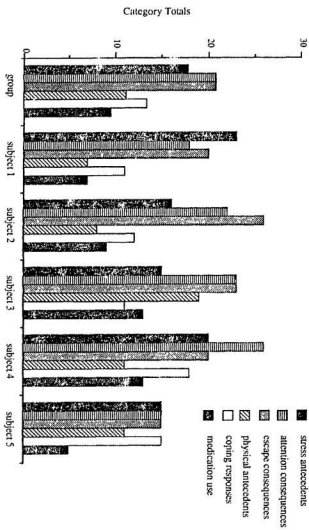 Category Totals
30
20
10
0
group
subject 1
subject 2
subject 3
subject 4
subject 5
stress antecedents
attention consequences
escape consequences
physical antecedents
coping responses
medication use